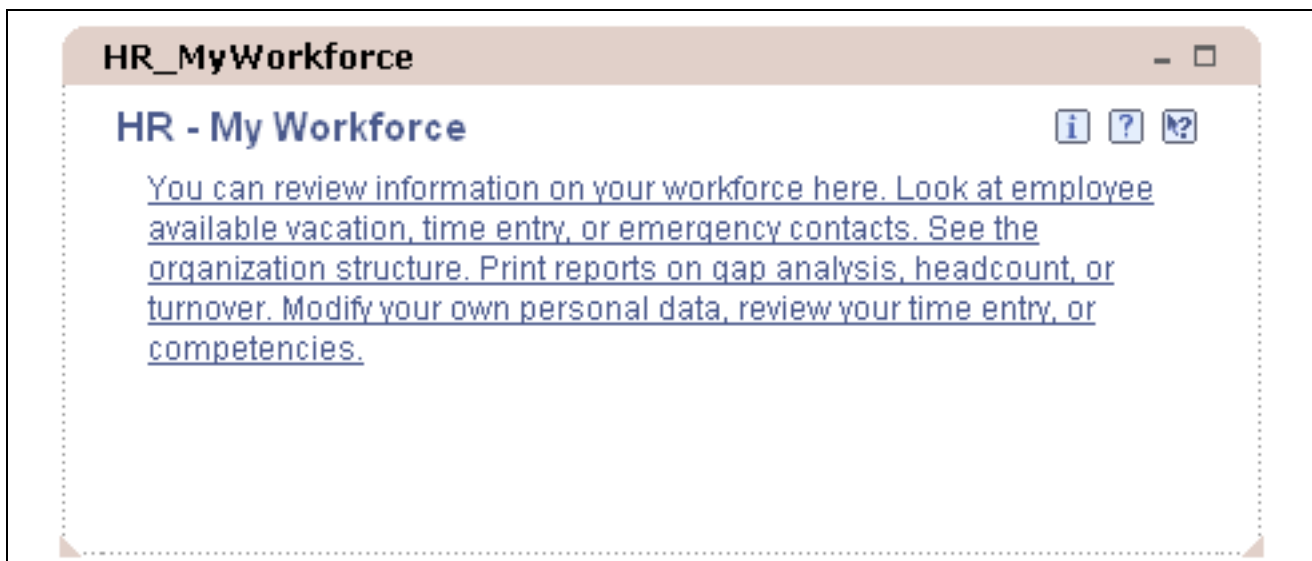 HR_MyWorkforce
HR - My Workforce
You can review information on your workforce here. Look at employee
available vacation, time entry, or emergency contacts. See the
organization structure. Print reports on gap analysis, headcount, or
turnover. Modify your own personal data, review your time entry, or
competencies.